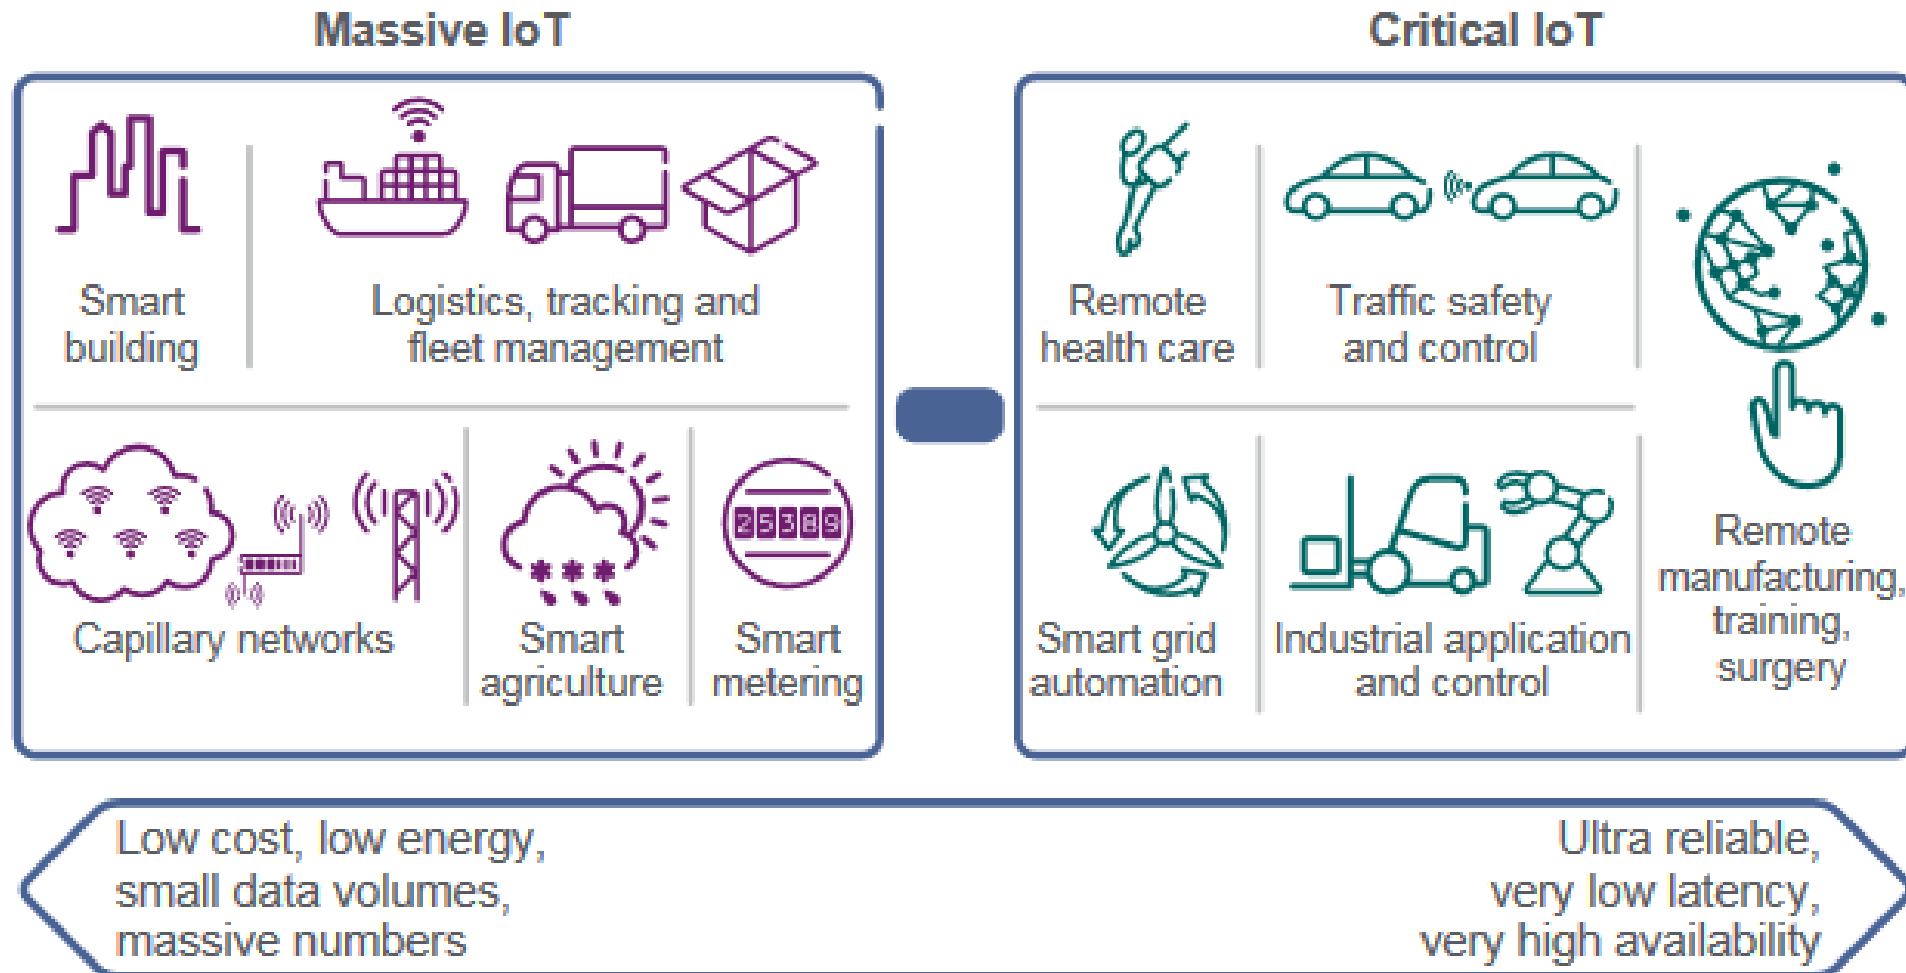 Massive IoT
Critical IoT
Smart
building
Logistics, tracking and
fleet management
Capillary networks
Smart
agriculture
25389
Smart
metering
Remote
health care
Traffic safety
and control
Smart grid
automation
Industrial application
and control
Remote
manufacturing,
training,
surgery
Low cost, low energy,
small data volumes,
massive numbers
Ultra reliable,
very low latency,
very high availability